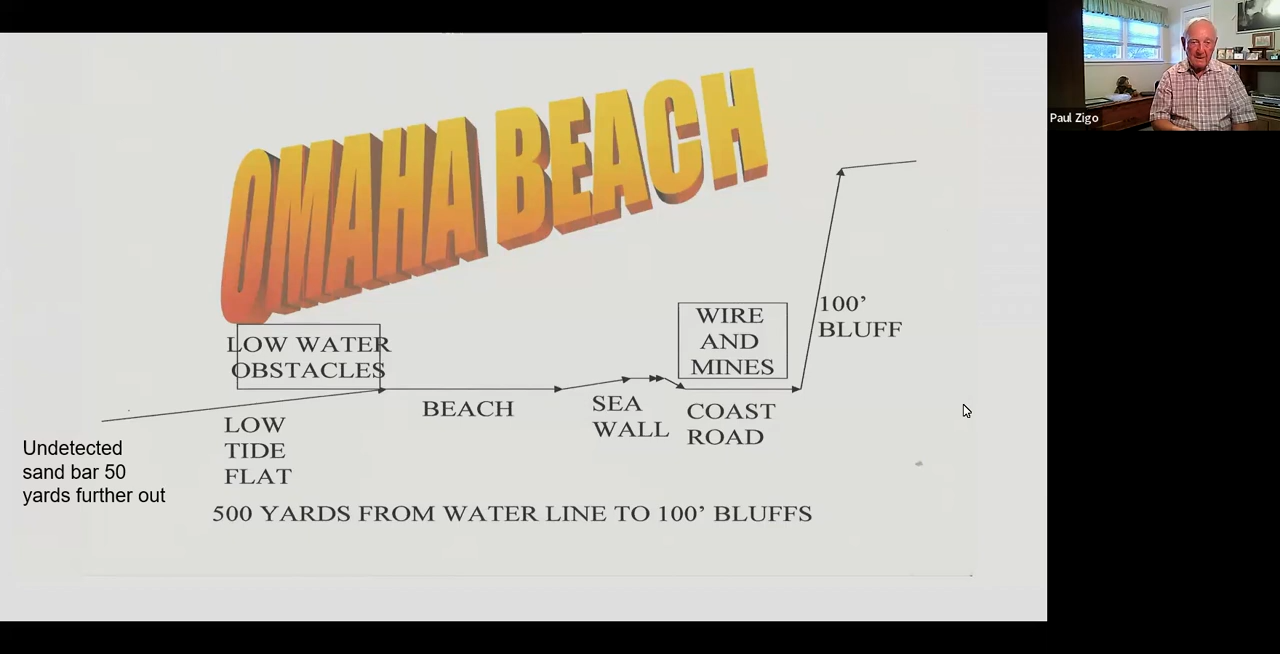 OMAHA BEACH
Paul Zigo
LOW WATER
OBSTACLES
WIRE
AND
MINES
100’
BLUFF
BEACH
SEA
WALL
COAST
ROAD
LOW
TIDE
FLAT
Undetected
sand bar 50
yards further out
500 YARDS FROM WATER LINE TO 100’ BLUFFS